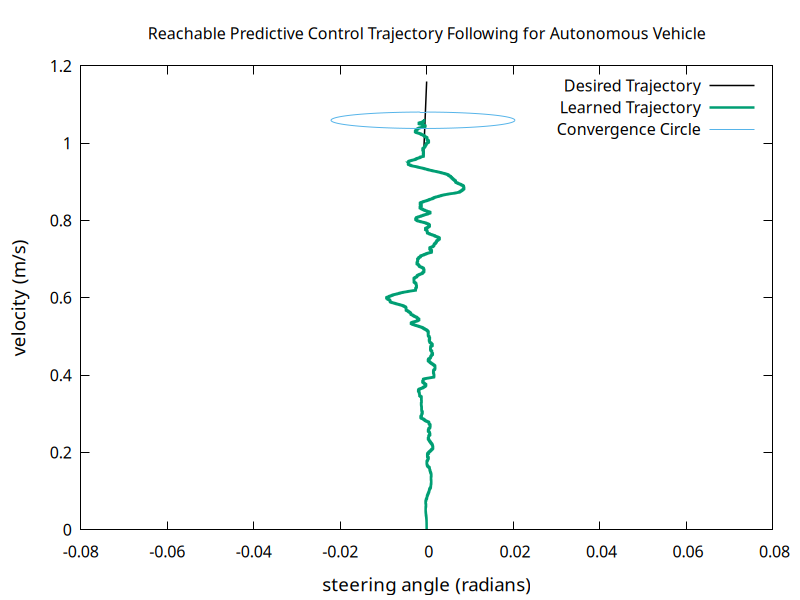 Reachable Predictive Control Trajectory Following for Autonomous Vehicle
Desired Trajectory
Learned Trajectory
Convergence Circle
velocity (m/s)
1.2
1
0.8
0.6
0.4
0.2
0
-0.08 -0.06 -0.04 -0.02 0 0.02 0.04 0.06 0.08
steering angle (radians)